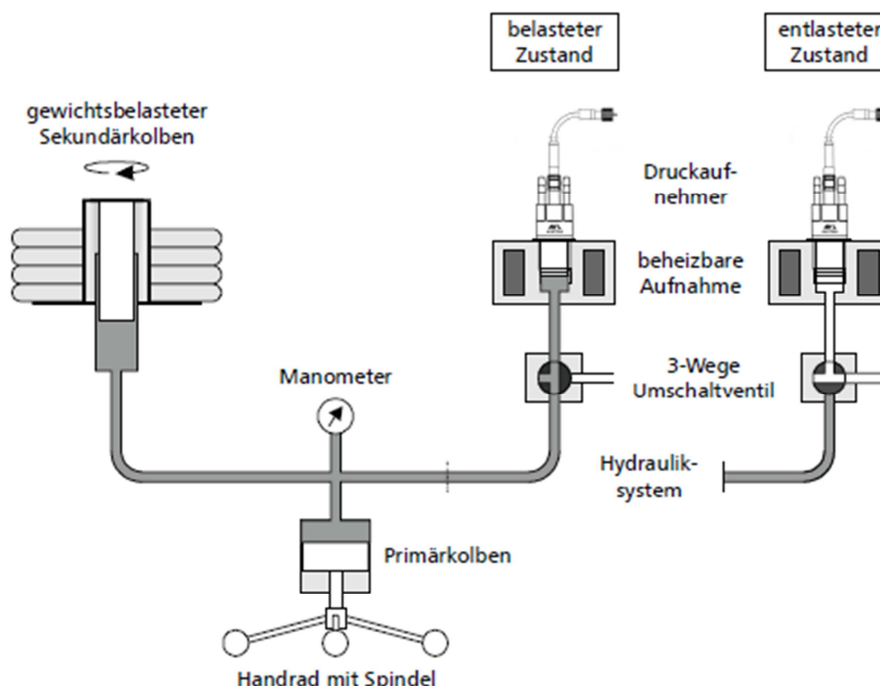 belasteter
Zustand
entlasteter
Zustand
gewichtsbelasteter
Sekundärkolben
Druckauf-
nehmer
beheizbare
Aufnahme
Manometer
3-Wege
Umschaltventil
Hydraulik-
system
Primärkolben
Handrad mit Spindel